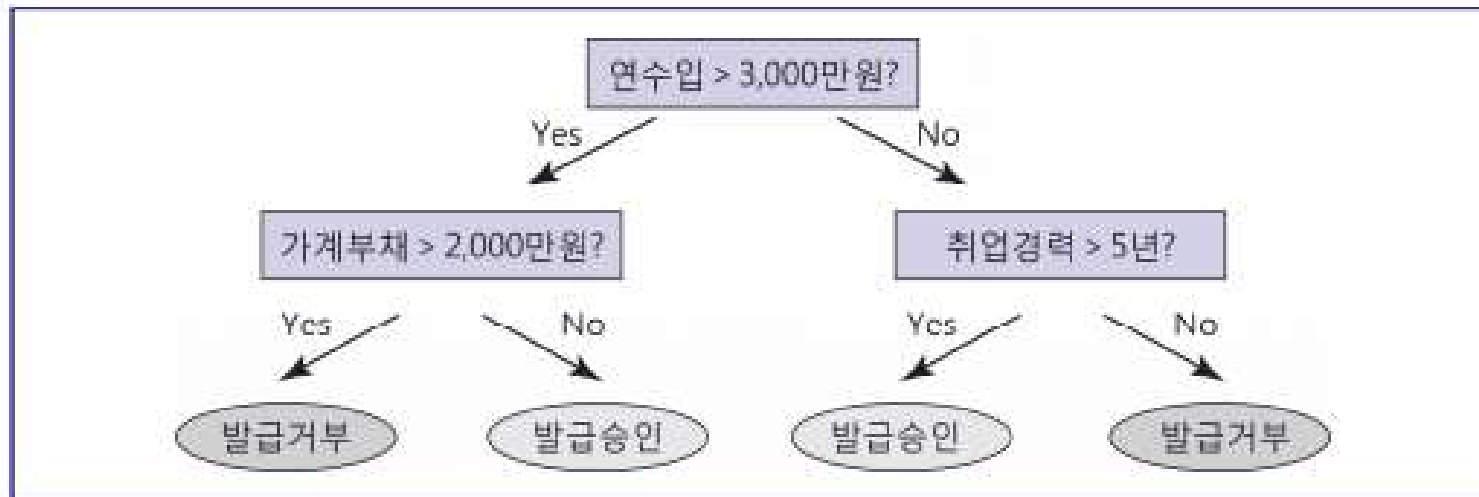 연수입 > 3,000만원?
Yes No
가계부채 > 2,000만원? 취업경력 > 5년?
Yes No Yes No
발급거부 발급승인 발급승인 발급거부